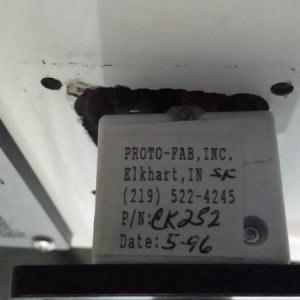 PROTO-FAB,INC.
Elkhart,IN SK
(219) 522-4245
P/N:CK252
Date:5-96